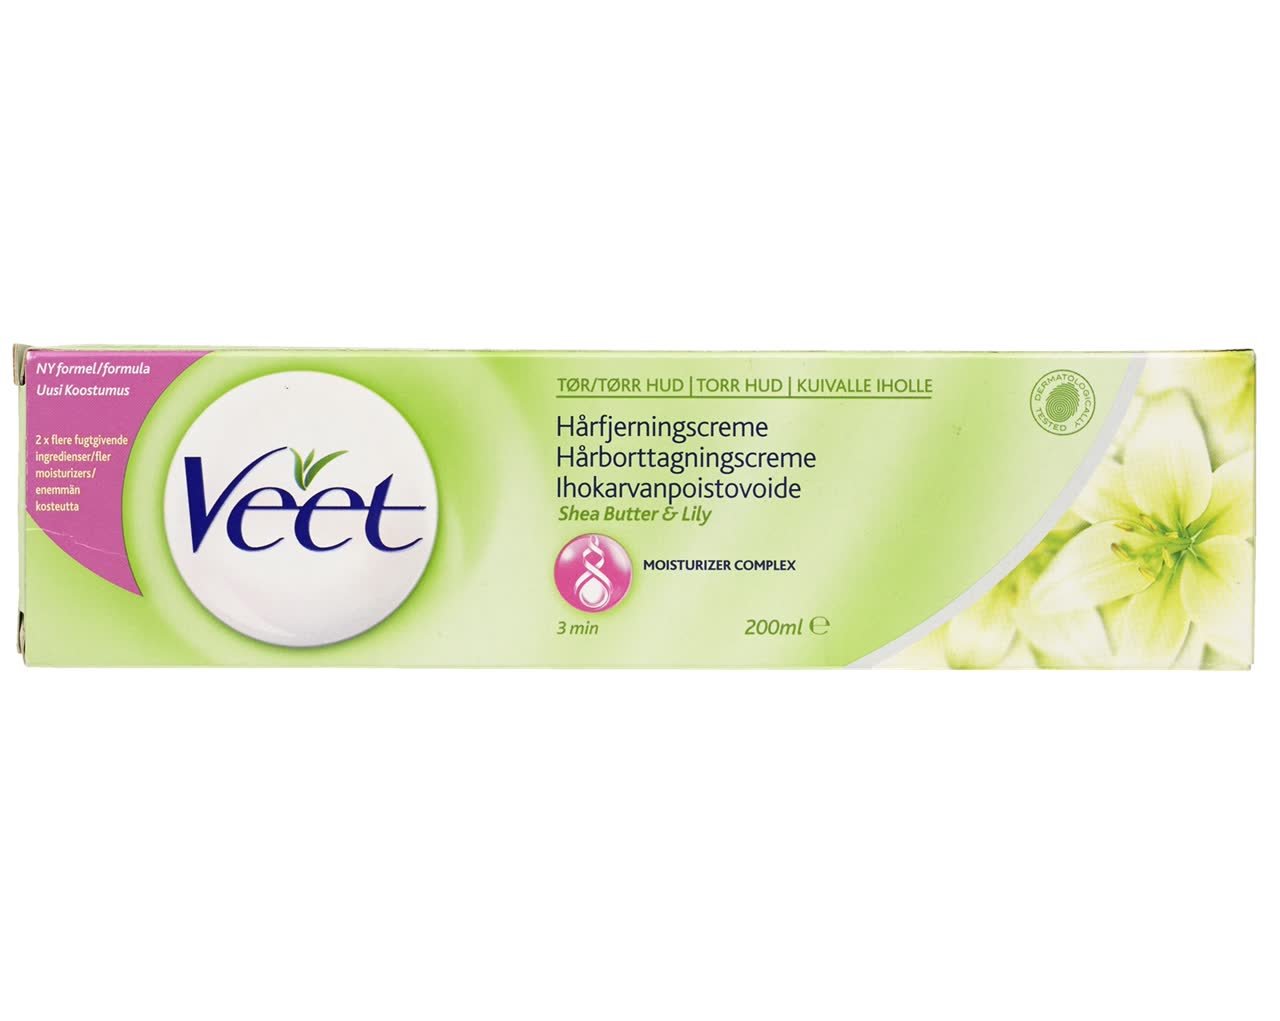 NY formel/formula
Uusi Koostumus
2 x flere fugtgivende
ingredienser/fler
moisturizers/
enemmän
kosteutta
Veet
TØR/TØRR HUD | TORR HUD | KUIVALLE IHOLLE
Hårfjerningscreme
Hårborttagningscreme
Ihokarvanpoistovoide
Shea Butter & Lily
MOISTURIZER COMPLEX
3 min
200ml ℮
DERMATOLOGICALLY
TESTED